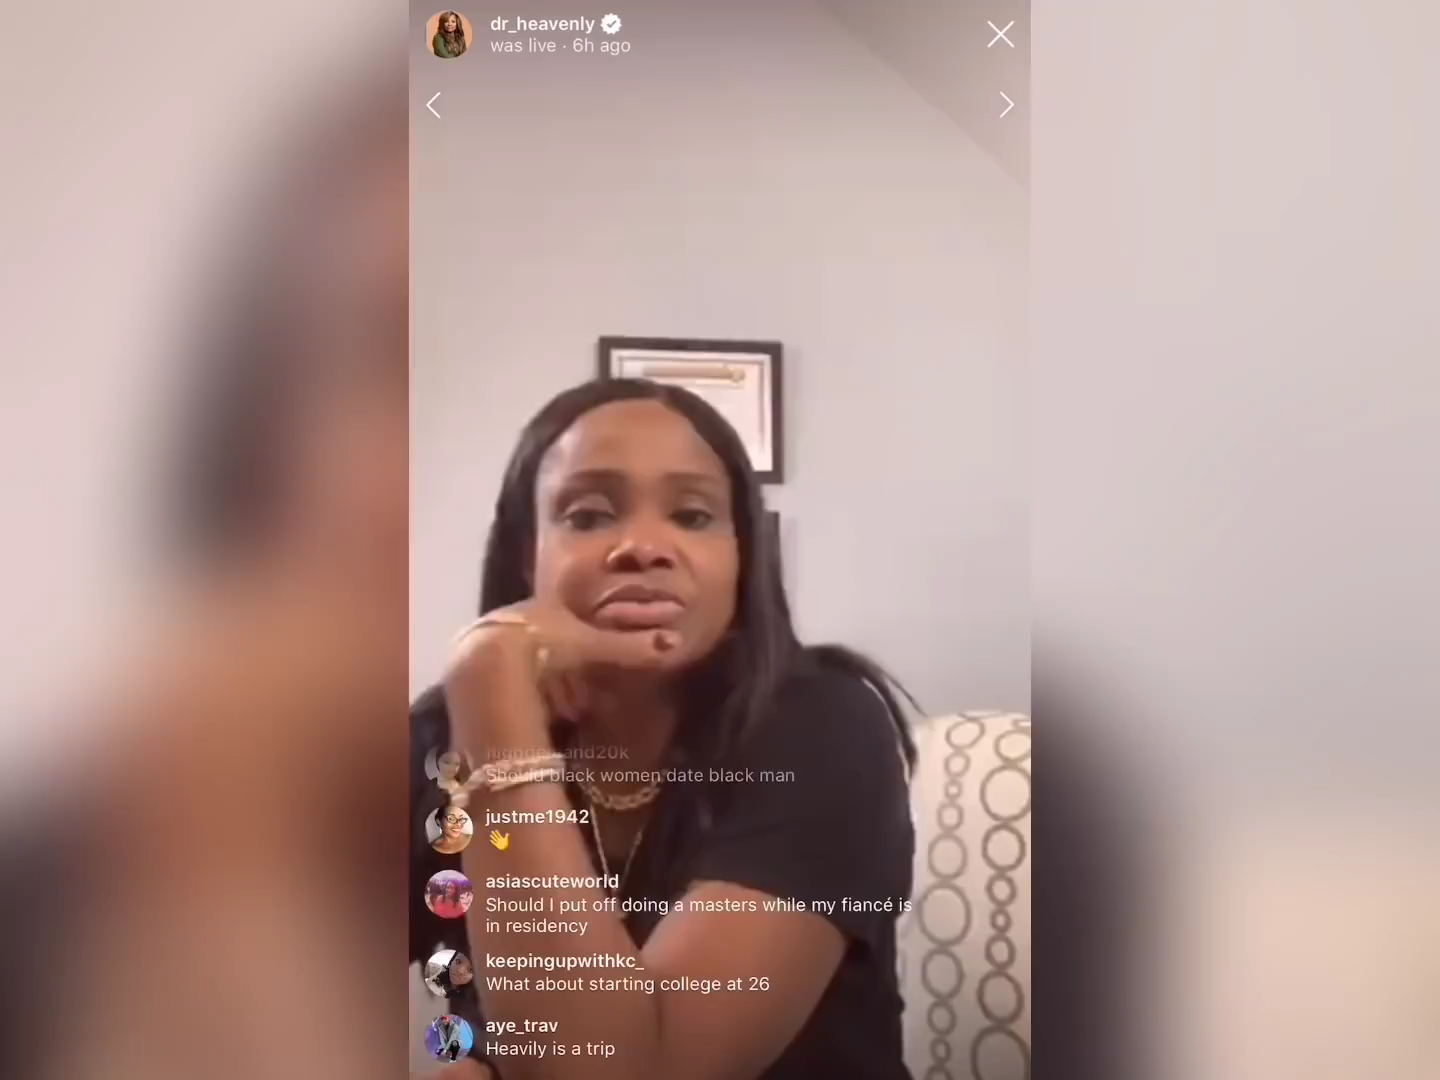 dr_heavenly
was live · 6h ago
Should black women date black man
justme1942
👋
asiascuteworld
Should I put off doing a masters while my fiancé is
in residency
keepingupwithkc_
What about starting college at 26
aye_trav
Heavily is a trip